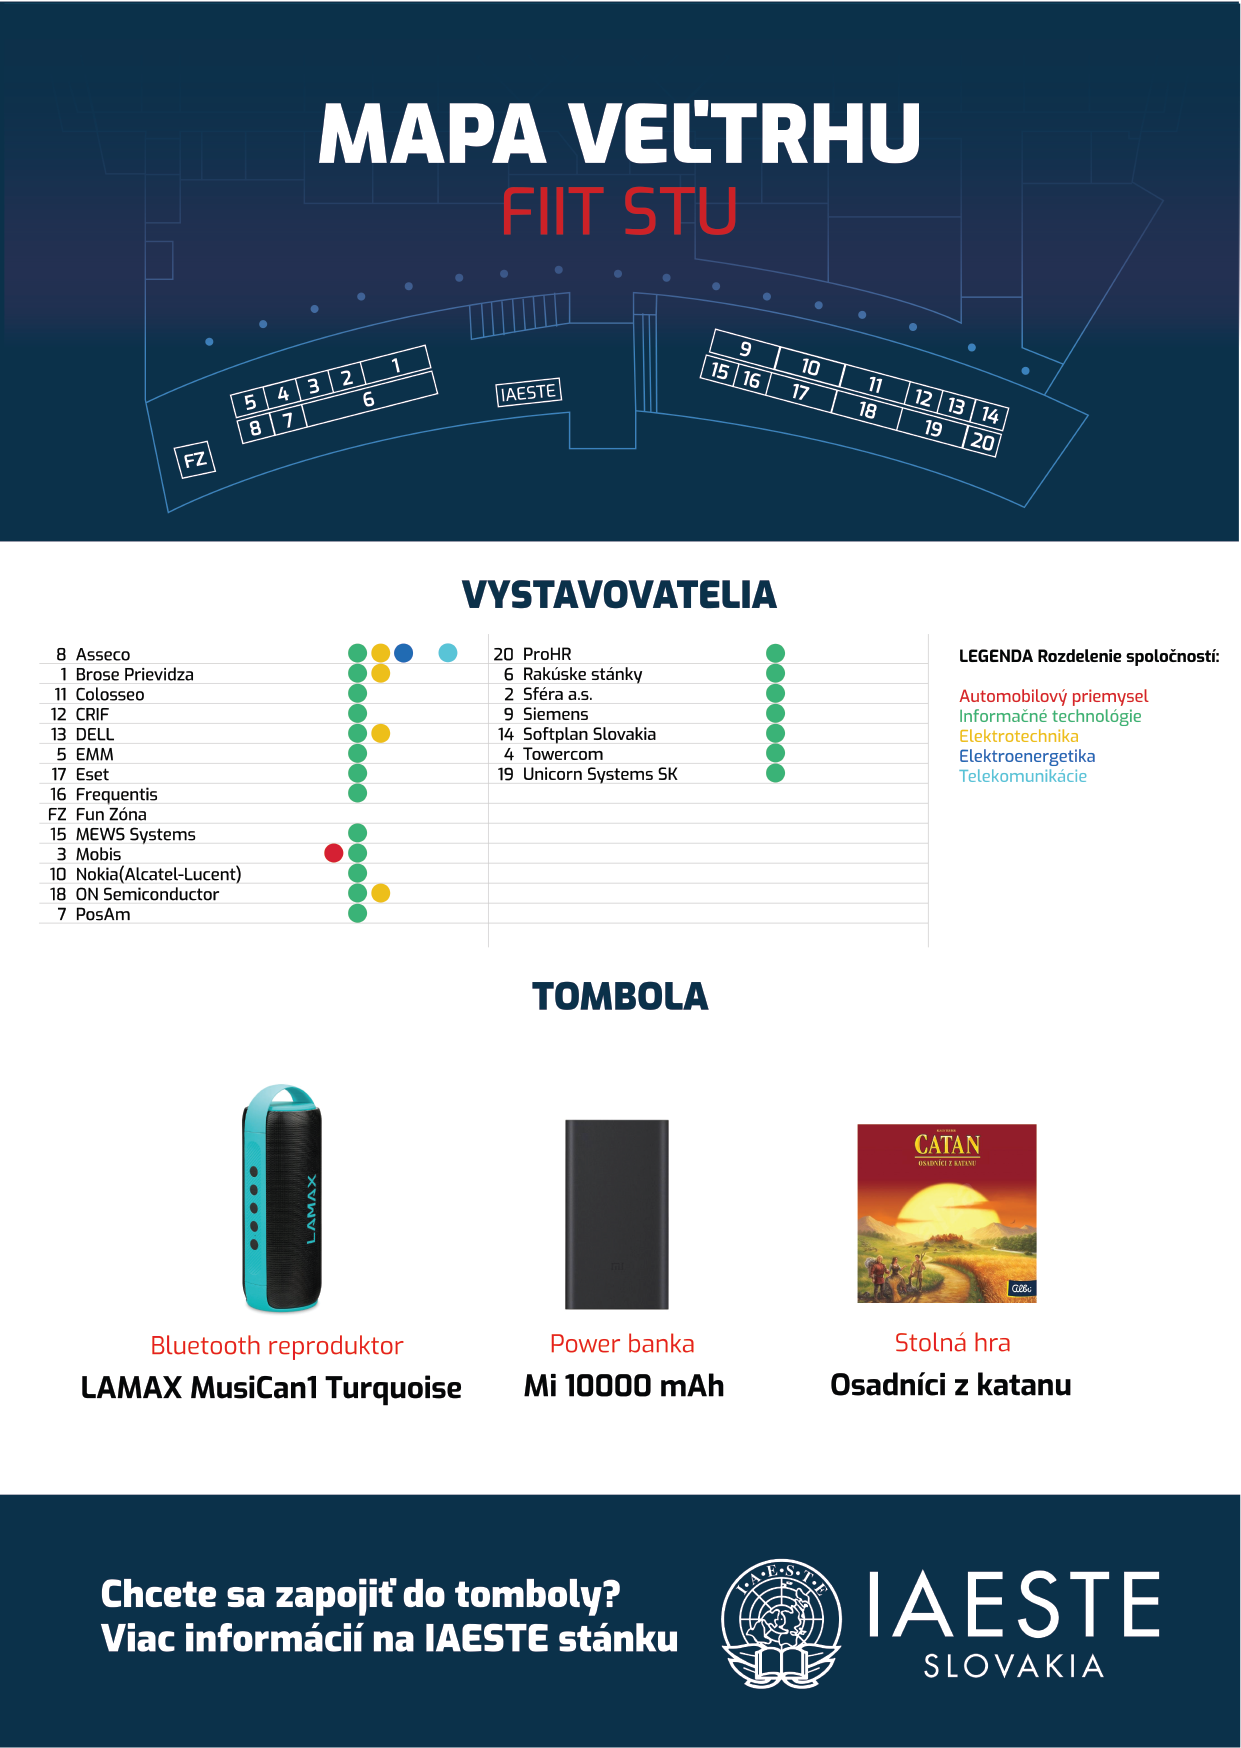 MAPA VEĽTRHU
FIIT STU
5 4 3 2 1
8 7 6
FZ
IAESTE
9 10 11 12 13 14
15 16 17 18 19 20
VYSTAVOVATELIA
8 Asseco
1 Brose Prievidza
11 Colosseo
12 CRIF
13 DELL
5 EMM
17 Eset
16 Frequentis
FZ Fun Zóna
15 MEWS Systems
3 Mobis
10 Nokia(Alcatel-Lucent)
18 ON Semiconductor
7 PosAm
20 ProHR
6 Rakúske stánky
2 Sféra a.s.
9 Siemens
14 Softplan Slovakia
4 Towercom
19 Unicorn Systems SK
LEGENDA Rozdelenie spoločností:
Automobilový priemysel
Informačné technológie
Elektrotechnika
Elektroenergetika
Telekomunikácie
TOMBOLA
LAMAX
MI
CATAN
OSADNÍCI Z KATANU
Albi
Bluetooth reproduktor
LAMAX MusiCan1 Turquoise
Power banka
Mi 10000 mAh
Stolná hra
Osadníci z katanu
Chcete sa zapojiť do tomboly?
Viac informácií na IAESTE stánku
I.A.E.S.T.E
IAESTE
SLOVAKIA